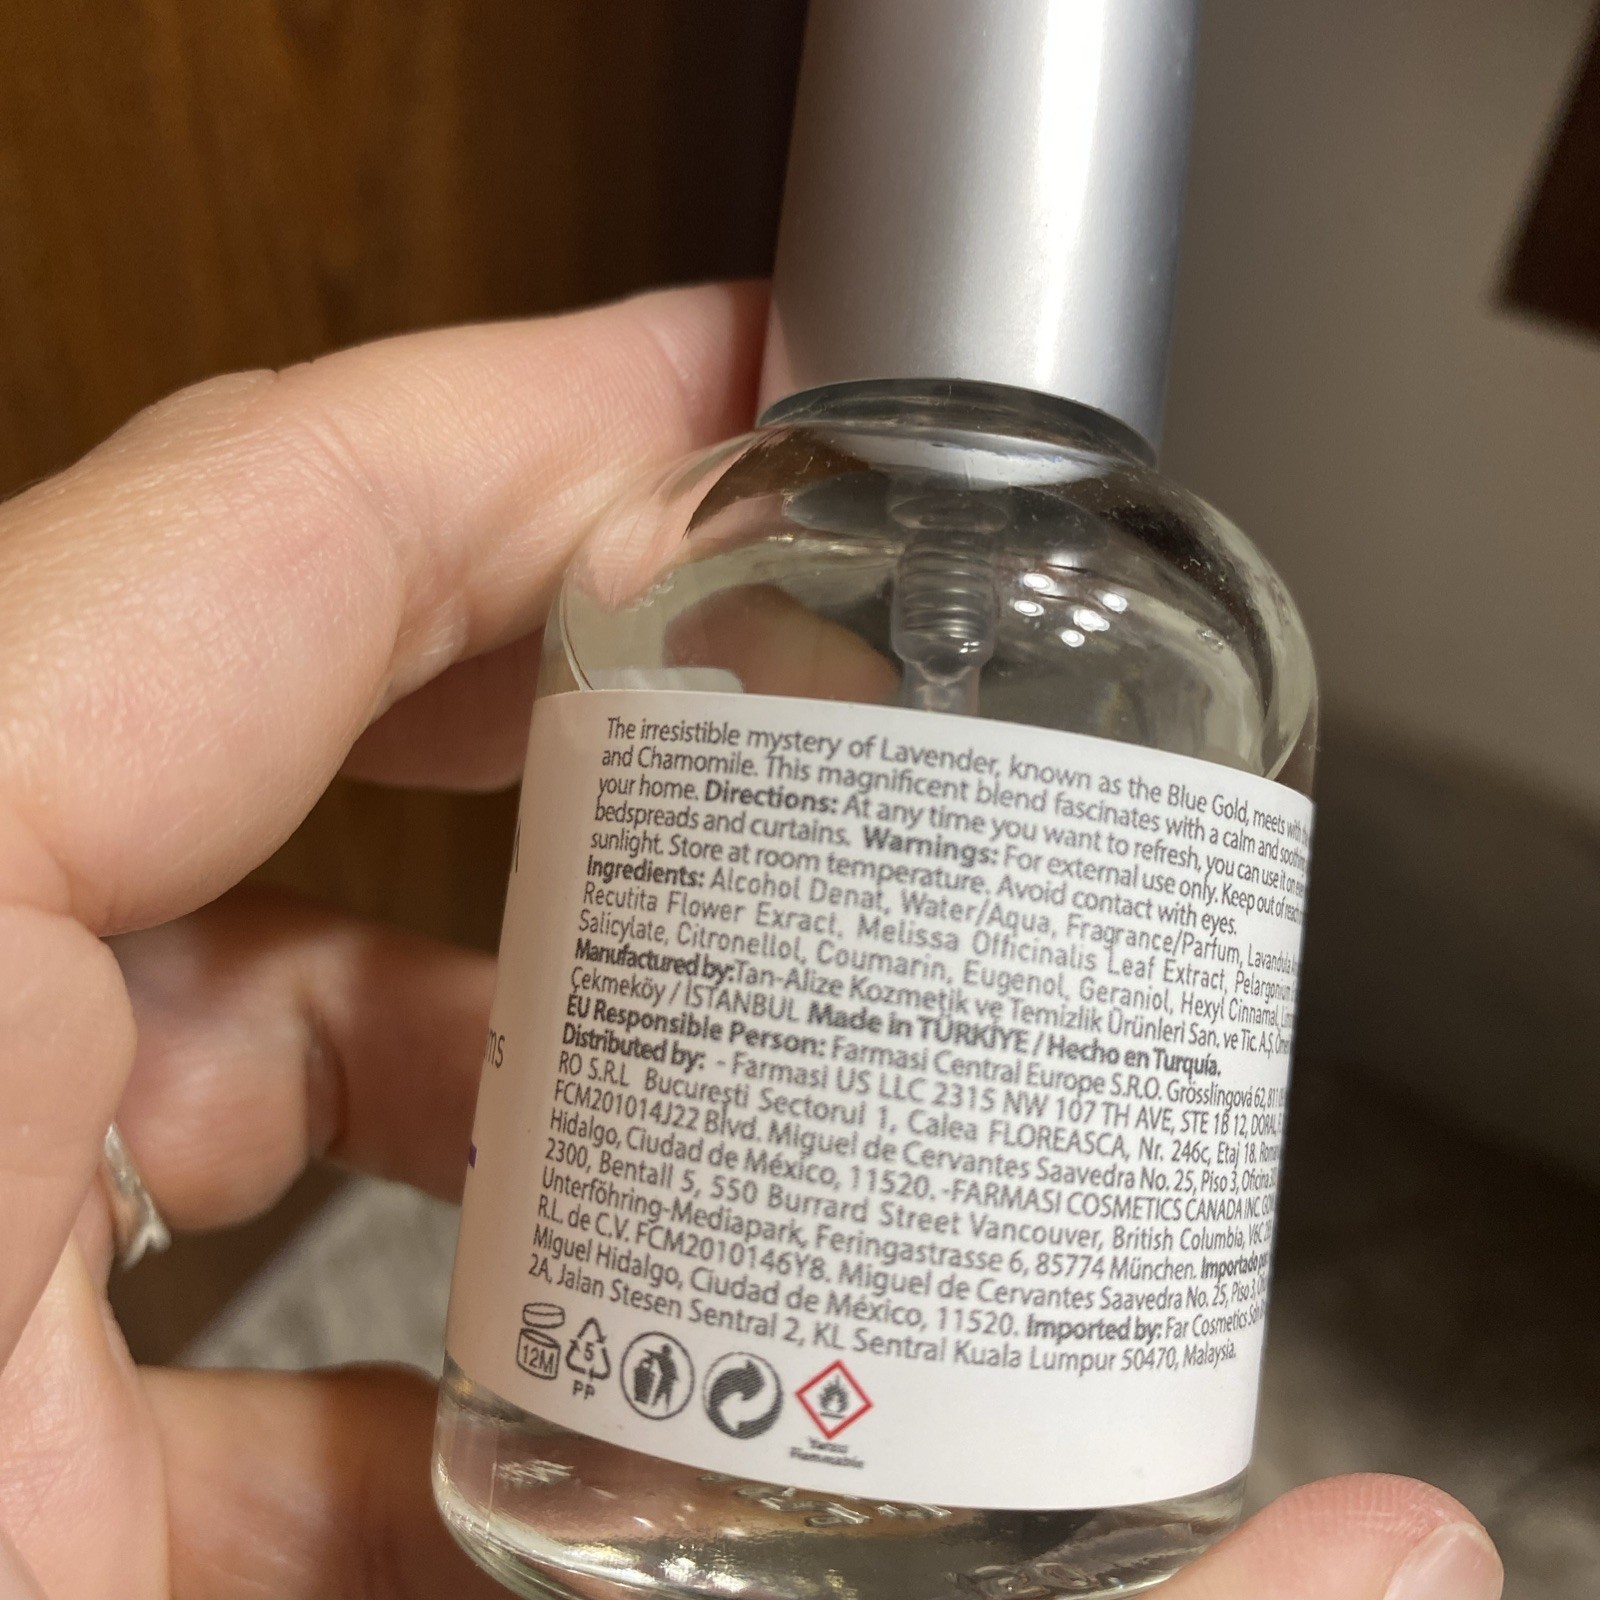 The irresistible mystery of Lavender, known as the Blue Gold, meets with the
and Chamomile. This magnificent blend fascinates with a calm and soothing
your home. Directions: At any time you want to refresh, you can use it on
bedspreads and curtains. Warnings: For external use only. Keep out of reach
sunlight. Store at room temperature. Avoid contact with eyes.
Ingredients: Alcohol Denat, Water/Aqua, Fragrance/Parfum, Lavandula
Recutita Flower Exract, Melissa Officinalis Leaf Extract, Pelargonium
Salicylate, Citronellol, Coumarin, Eugenol, Geraniol, Hexyl Cinnamal,
Manufactured by:Tan-Alize Kozmetik ve Temizlik Ürünleri San. ve Tic. A.Ş.
Çekmeköy / İSTANBUL Made in TÜRKİYE / Hecho en Turquía.
EU Responsible Person: Farmasi Central Europe S.R.O. Grösslingová 62,
Distributed by: - Farmasi US LLC 2315 NW 107 TH AVE, STE 1B 12, DORAL,
RO S.R.L Bucureşti Sectorul 1, Calea FLOREASCA, Nr. 246c, Etaj 18.
FCM201014J22 Blvd. Miguel de Cervantes Saavedra No. 25, Piso 3, Oficina
Hidalgo, Ciudad de México, 11520. -FARMASI COSMETICS CANADA INC
2300, Bentall 5, 550 Burrard Street Vancouver, British Columbia, V6C
Unterföhring-Mediapark, Feringastrasse 6, 85774 München. Importado
R.L. de C.V. FCM2010146Y8. Miguel de Cervantes Saavedra No. 25, Piso 3,
Miguel Hidalgo, Ciudad de México, 11520. Imported by: Far Cosmetics
2A, Jalan Stesen Sentral 2, KL Sentral Kuala Lumpur 50470, Malaysia.
12M
5
PP
Yanıcı
Flammable